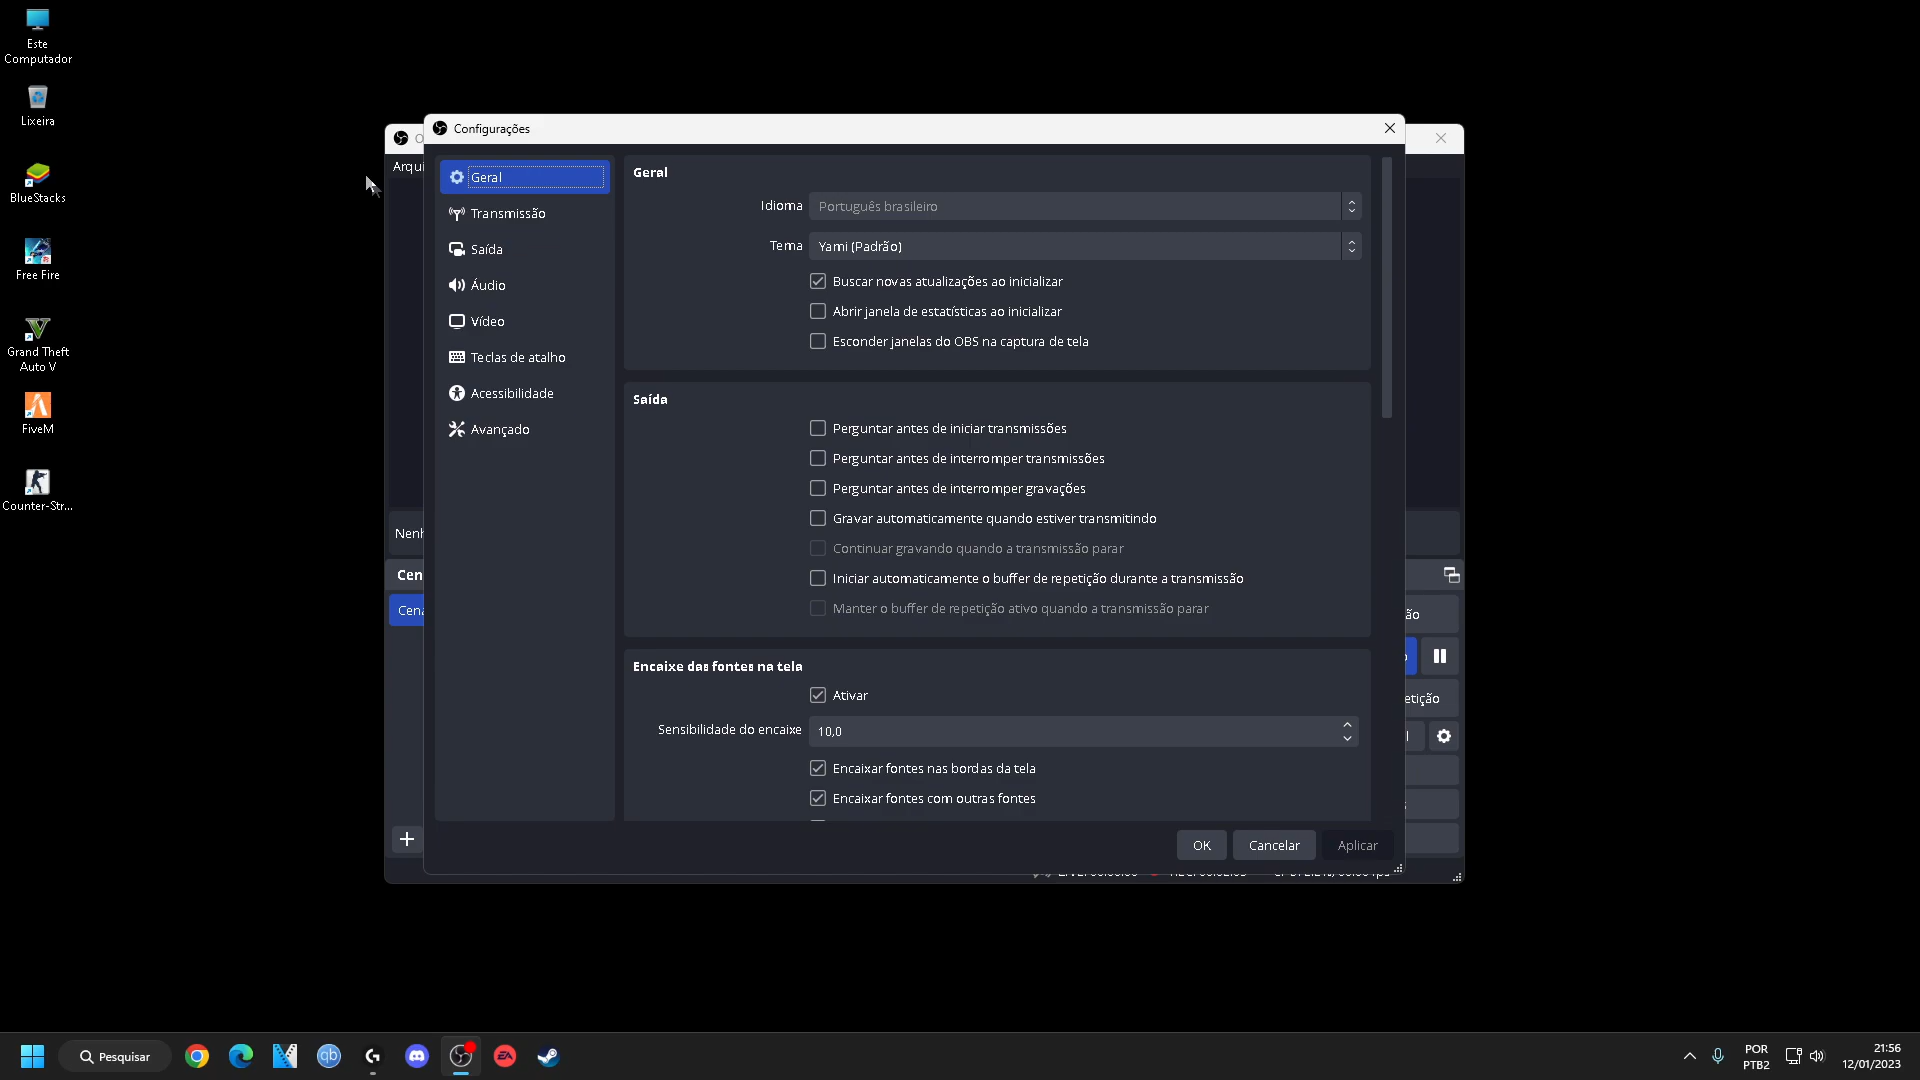 Este
Computador
Lixeira
BlueStacks
Free Fire
Grand Theft
Auto V
FiveM
Counter-Str...
Configurações
Arqui
Geral
Transmissão
Saída
Áudio
Vídeo
Teclas de atalho
Acessibilidade
Avançado
Geral
Idioma
Português brasileiro
Tema
Yami (Padrão)
Buscar novas atualizações ao inicializar
Abrir janela de estatísticas ao inicializar
Esconder janelas do OBS na captura de tela
Saída
Perguntar antes de iniciar transmissões
Perguntar antes de interromper transmissões
Perguntar antes de interromper gravações
Gravar automaticamente quando estiver transmitindo
Continuar gravando quando a transmissão parar
Iniciar automaticamente o buffer de repetição durante a transmissão
Manter o buffer de repetição ativo quando a transmissão parar
Encaixe das fontes na tela
Ativar
Sensibilidade do encaixe
10,0
Encaixar fontes nas bordas da tela
Encaixar fontes com outras fontes
OK
Cancelar
Aplicar
Nenh
Cen
Cena
ão
etição
Pesquisar
POR
PTB2
21:56
12/01/2023